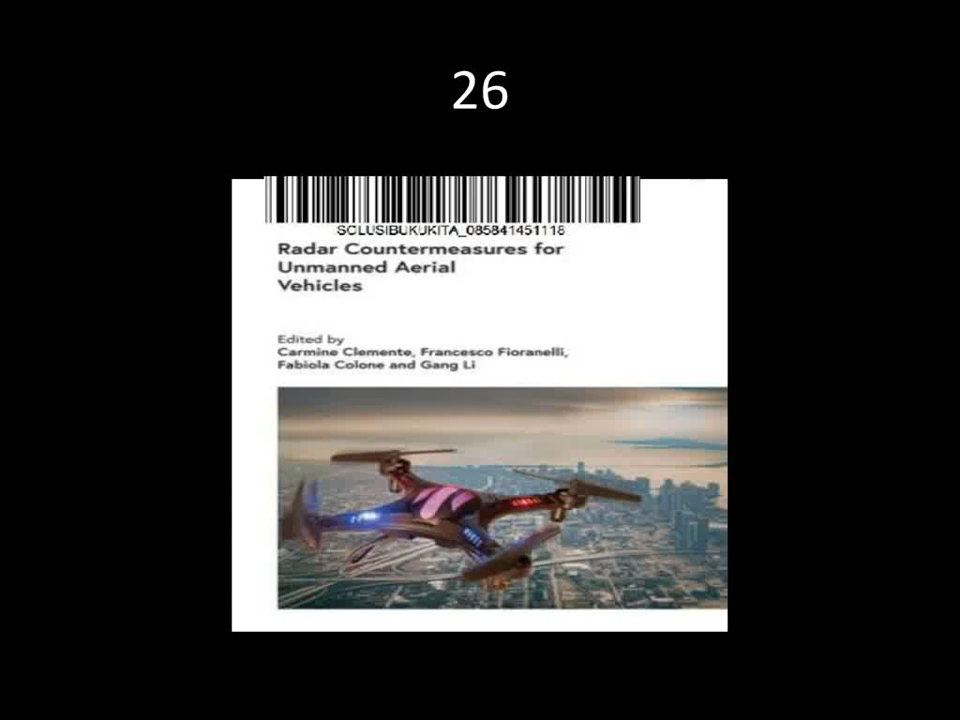 26
SCLUSIBUKUKITA_085841451118
Radar Countermeasures for
Unmanned Aerial
Vehicles
Edited by
Carmine Clemente, Francesco Fioranelli,
Fabiola Colone and Gang Li